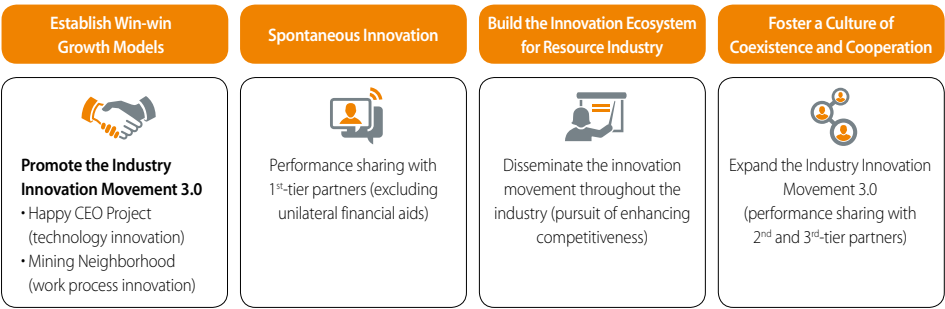 Establish Win-win
Growth Models
Promote the Industry
Innovation Movement 3.0
• Happy CEO Project
(technology innovation)
• Mining Neighborhood
(work process innovation)
Spontaneous Innovation
Performance sharing with
1st-tier partners (excluding
unilateral financial aids)
Build the Innovation Ecosystem
for Resource Industry
Disseminate the innovation
movement throughout the
industry (pursuit of enhancing
competitiveness)
Foster a Culture of
Coexistence and Cooperation
Expand the Industry Innovation
Movement 3.0
(performance sharing with
2nd and 3rd-tier partners)